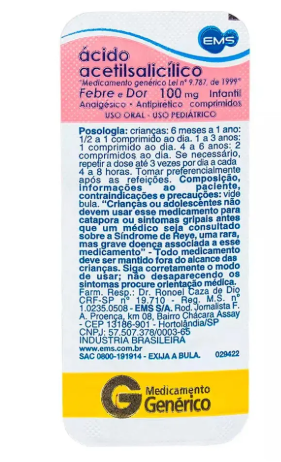 EMS
ácido
acetilsalicílico
"Medicamento genérico Lei nº 9.787, de 1999"
Febre e Dor 100 mg Infantil
Analgésico - Antipirético comprimidos
USO ORAL - USO PEDIÁTRICO
Posologia: crianças: 6 meses a 1 ano:
1/2 a 1 comprimido ao dia. 1 a 3 anos:
1 comprimido ao dia. 4 a 6 anos: 2
comprimidos ao dia. Se necessário,
repetir a dose até 3 vezes por dia a cada
4 a 8 horas. Tomar preferencialmente
após as refeições. Composição,
informações ao paciente,
contraindicações e precauções: vide
bula. "Crianças ou adolescentes não
devem usar esse medicamento para
catapora ou sintomas gripais antes
que um médico seja consultado
sobre a Síndrome de Reye, uma rara,
mas grave doença associada a esse
medicamento" - Todo medicamento
deve ser mantido fora do alcance das
crianças. Siga corretamente o modo
de usar; não desaparecendo os
sintomas procure orientação médica.
Farm. Resp.: Dr. Ronoel Caza de Dio
CRF-SP nº 19.710 - Reg. MS nº
1.0235.0508 - EMS S/A. Rod. Jornalista F.
A. Proença, km 08, Bairro Chácara Assay
- CEP 13186-901 - Hortolândia/SP
CNPJ: 57.507.378/0003-65
INDÚSTRIA BRASILEIRA
www.ems.com.br
SAC 0800-191914 - EXIJA A BULA. 029422
G Medicamento
Genérico